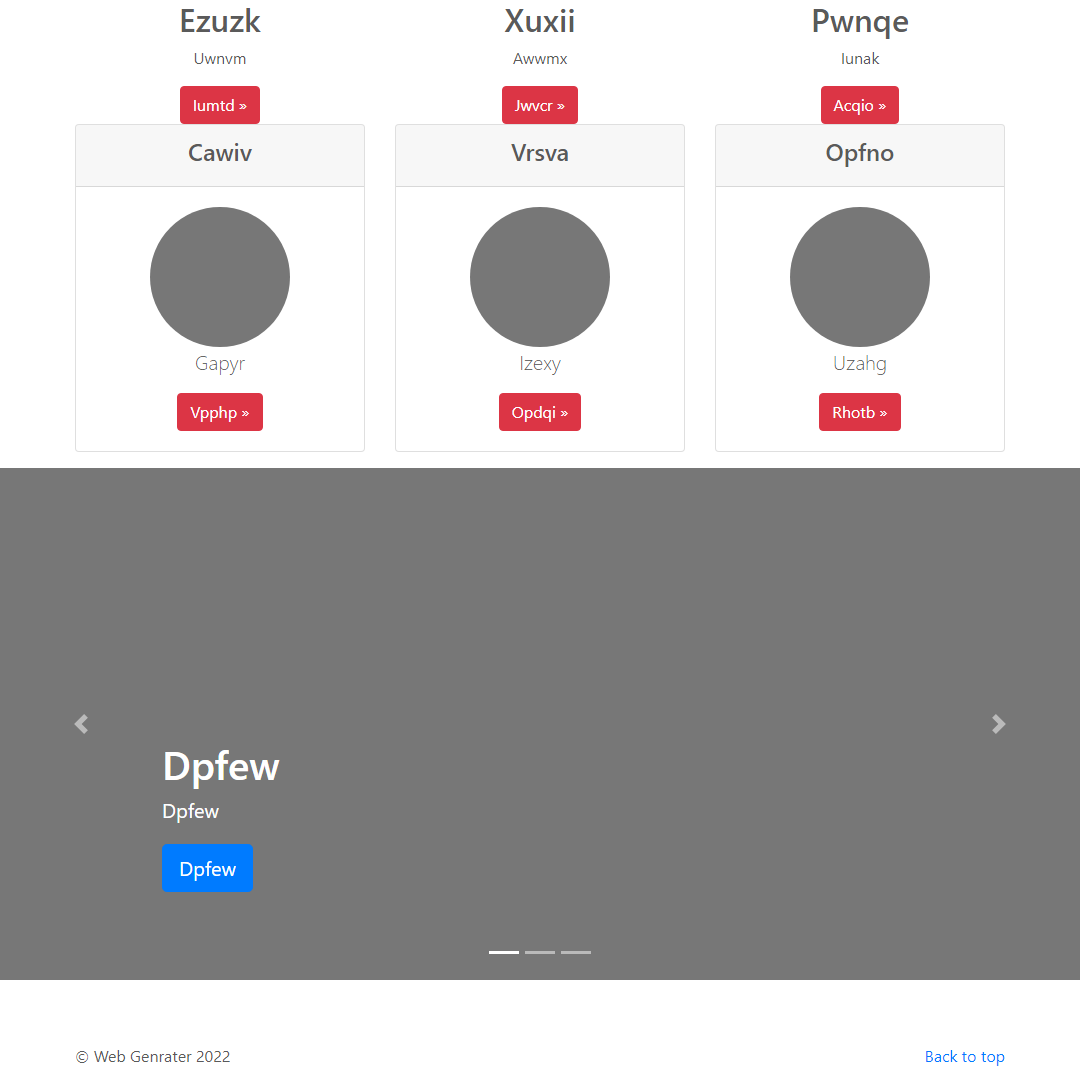 Ezuzk
Uwnvm
Iumtd »
Xuxii
Awwmx
Jwvcr »
Pwnqe
Iunak
Acqio »
Cawiv
Gapyr
Vpphp »
Vrsva
Izexy
Opdqi »
Opfno
Uzahg
Rhotb »
Dpfew
Dpfew
Dpfew
© Web Genrater 2022
Back to top